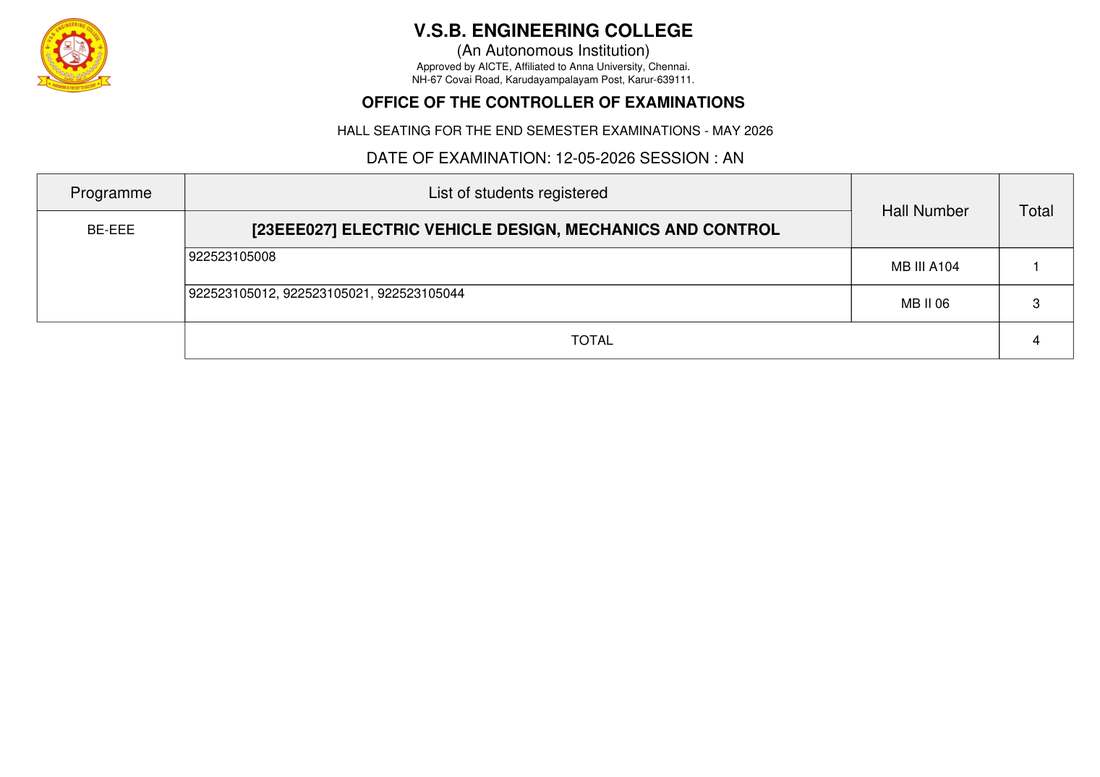 V.S.B. ENGINEERING COLLEGE
(An Autonomous Institution)
Approved by AICTE, Affiliated to Anna University, Chennai.
NH-67 Covai Road, Karudayampalayam Post, Karur-639111.
OFFICE OF THE CONTROLLER OF EXAMINATIONS
HALL SEATING FOR THE END SEMESTER EXAMINATIONS - MAY 2026
DATE OF EXAMINATION: 12-05-2026 SESSION : AN
Programme List of students registered Hall Number Total
BE-EEE [23EEE027] ELECTRIC VEHICLE DESIGN, MECHANICS AND CONTROL
922523105008 MB III A104 1
922523105012, 922523105021, 922523105044 MB II 06 3
TOTAL 4